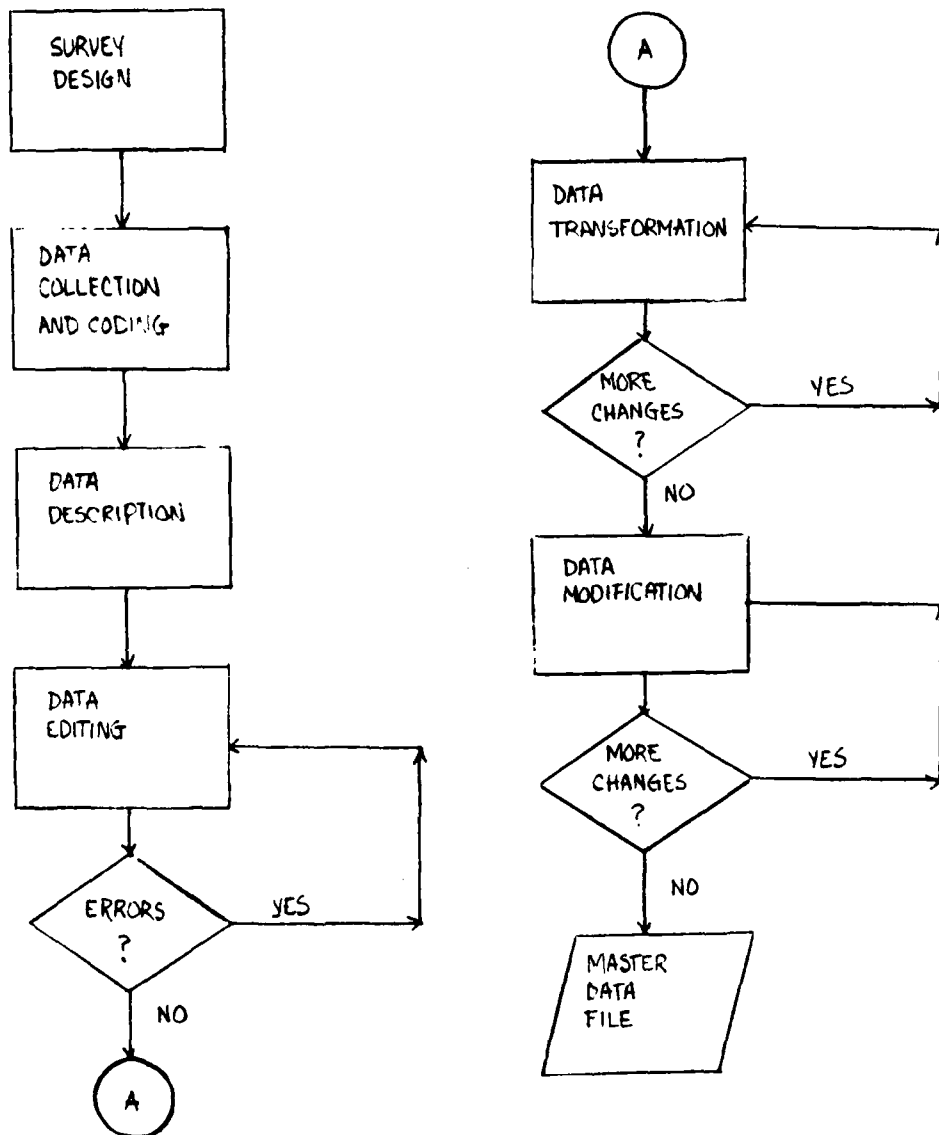 SURVEY
DESIGN
DATA
COLLECTION
AND CODING
DATA
DESCRIPTION
DATA
EDITING
ERRORS
?
YES
NO
A
A
DATA
TRANSFORMATION
MORE
CHANGES
?
YES
NO
DATA
MODIFICATION
MORE
CHANGES
?
YES
NO
MASTER
DATA
FILE